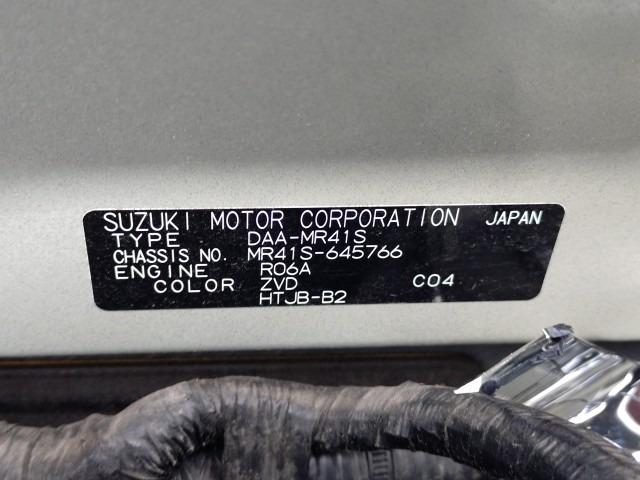 SUZUKI MOTOR CORPORATION JAPAN
TYPE DAA-MR41S
CHASSIS NO. MR41S-645766
ENGINE R06A
COLOR ZVD C04
HTJB-B2